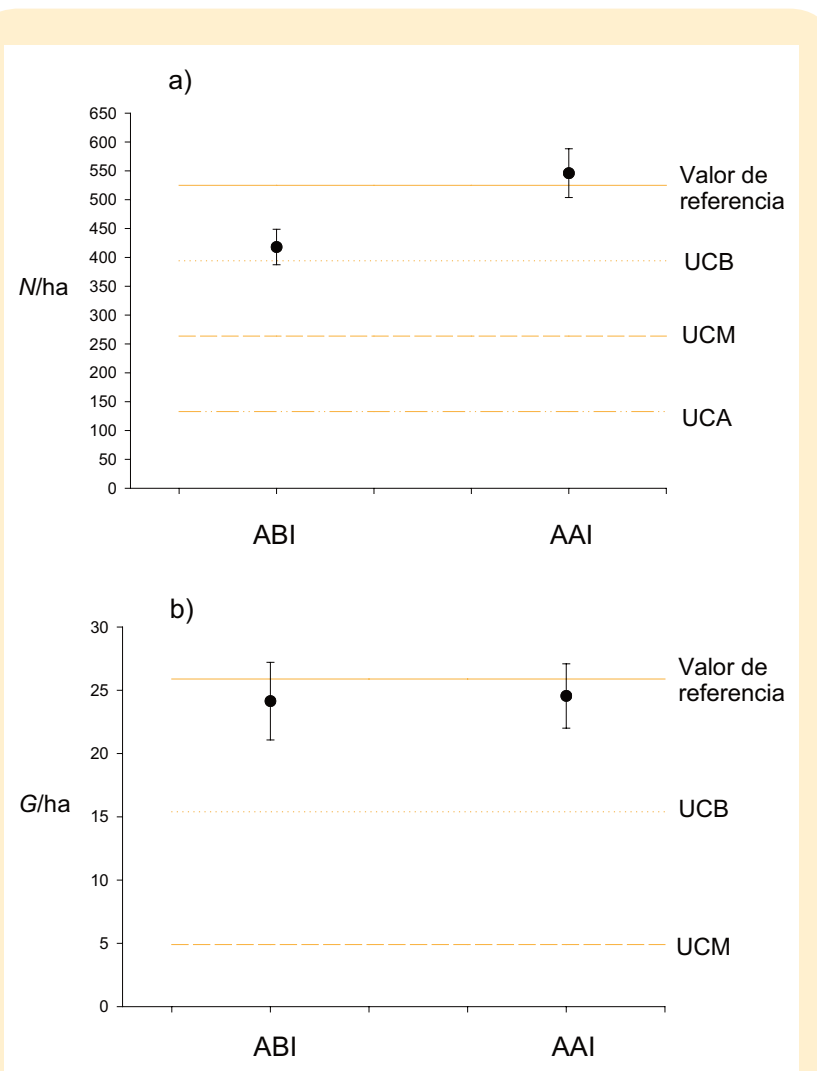 a)
650
600
550
500
450
400
350
300
250
200
150
100
50
0
N/ha
Valor de
referencia
UCB
UCM
UCA
ABI
AAI
b)
30
25
20
15
10
5
0
G/ha
Valor de
referencia
UCB
UCM
ABI
AAI